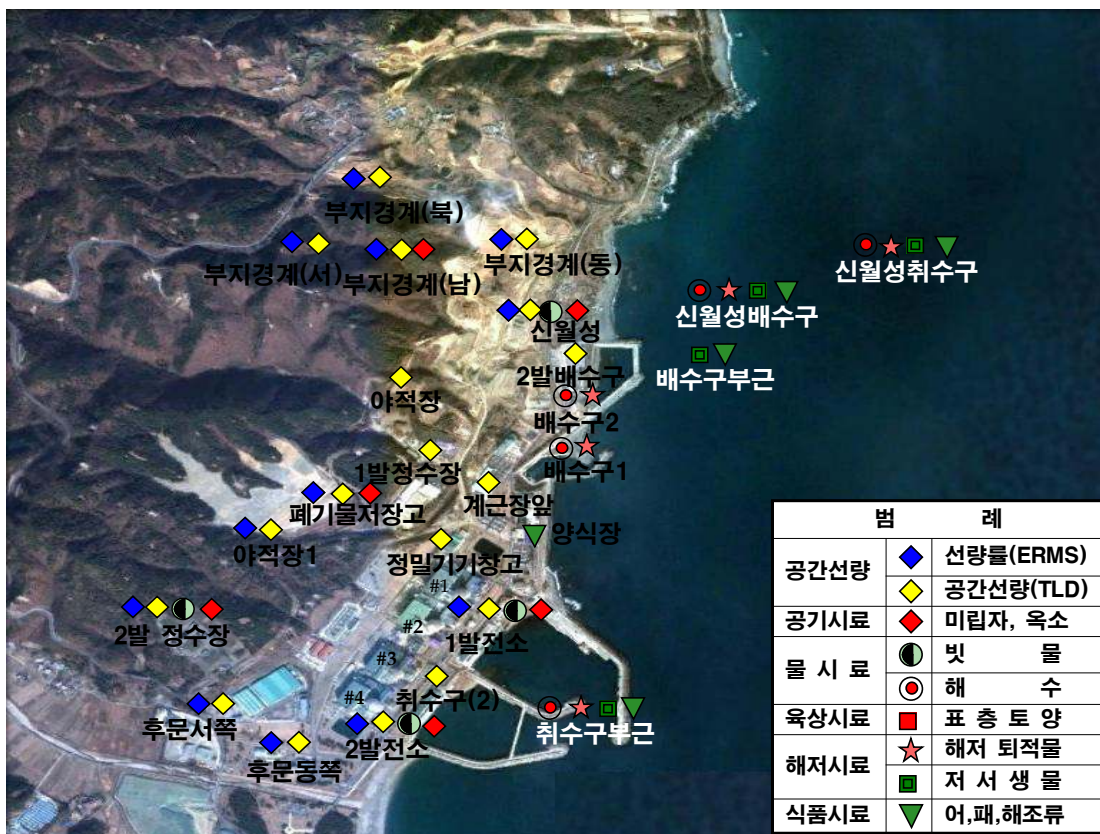 부지경계(북)
부지경계(서)
부지경계(남)
부지경계(동)
신월성취수구
신월성배수구
신월성
2발배수구
배수구부근
야적장
배수구2
1발정수장
배수구1
계근장앞
폐기물저장고
야적장1
정밀기기창고
양식장
#1
2발 정수장
#2
1발전소
#3
취수구(2)
#4
후문서쪽
2발전소
취수구부근
후문동쪽
범 례
공간선량
선량률(ERMS)
공간선량(TLD)
공기시료
미립자, 옥소
물 시 료
빗 물
해 수
육상시료
표 층 토 양
해저시료
해저 퇴적물
저 서 생 물
식품시료
어,패,해조류